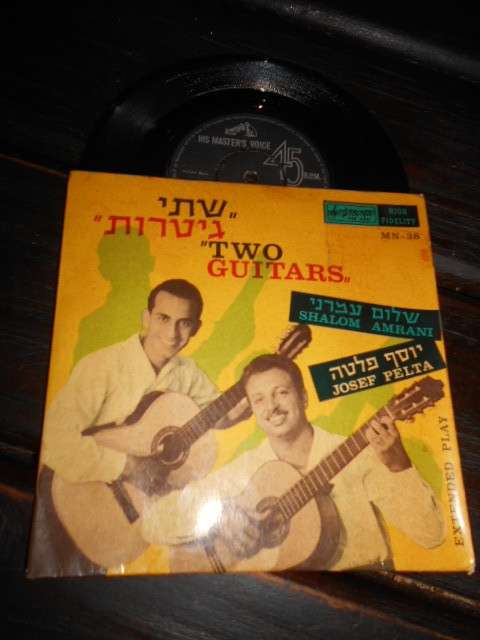 HIS MASTER'S VOICE
45
R.P.M.
"שתי
גיטרות"
"TWO
GUITARS"
HIGH
FIDELITY
MN-38
שלום עמרני
SHALOM AMRANI
יוסף פלטה
JOSEF PELTA
EXTENDED PLAY